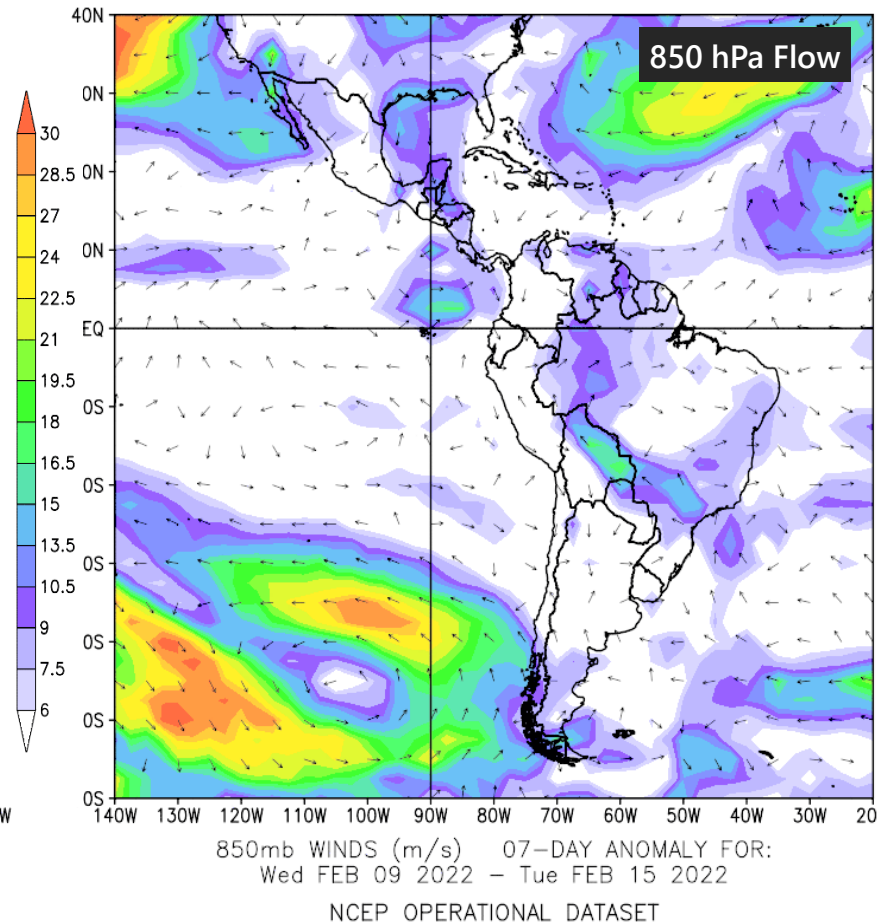 40N
850 hPa Flow
0N
0N
0N
EQ
0S
0S
0S
0S
0S
0S
30
28.5
27
24
22.5
21
19.5
18
16.5
15
13.5
10.5
9
7.5
6
W
140W 130W 120W 110W 100W 90W 80W 70W 60W 50W 40W 30W 20
850mb WINDS (m/s) 07-DAY ANOMALY FOR:
Wed FEB 09 2022 - Tue FEB 15 2022
NCEP OPERATIONAL DATASET